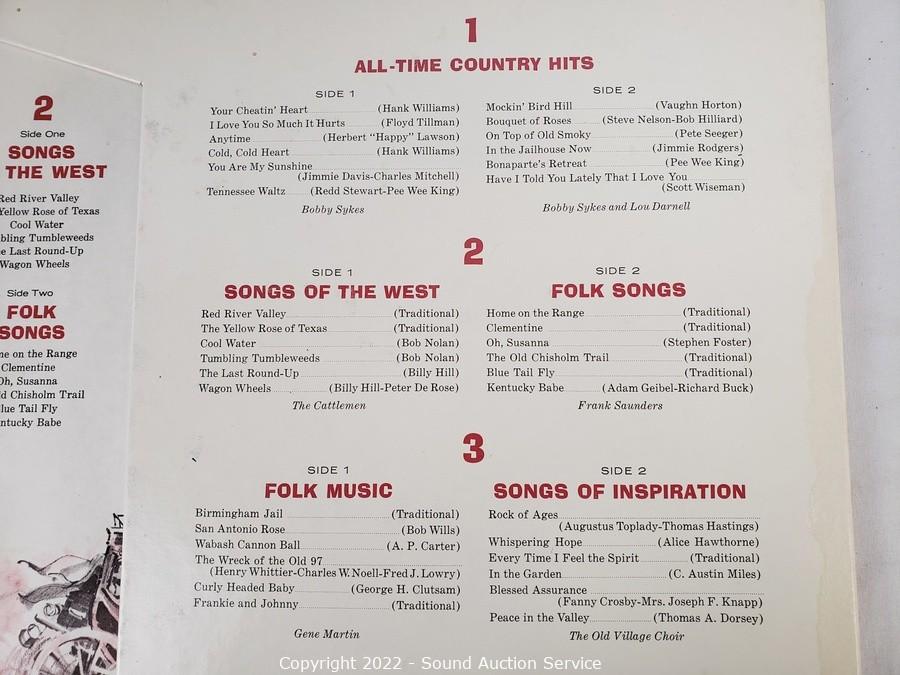 2
Side One
SONGS
THE WEST
Red River Valley
Yellow Rose of Texas
Cool Water
bling Tumbleweeds
e Last Round-Up
Wagon Wheels
Side Two
FOLK
SONGS
me on the Range
Clementine
Oh, Susanna
d Chisholm Trail
lue Tail Fly
ntucky Babe
1
ALL-TIME COUNTRY HITS
SIDE 1
Your Cheatin' Heart (Hank Williams)
I Love You So Much It Hurts (Floyd Tillman)
Anytime (Herbert "Happy" Lawson)
Cold, Cold Heart (Hank Williams)
You Are My Sunshine
(Jimmie Davis-Charles Mitchell)
Tennessee Waltz (Redd Stewart-Pee Wee King)
Bobby Sykes
SIDE 2
Mockin' Bird Hill (Vaughn Horton)
Bouquet of Roses (Steve Nelson-Bob Hilliard)
On Top of Old Smoky (Pete Seeger)
In the Jailhouse Now (Jimmie Rodgers)
Bonaparte's Retreat (Pee Wee King)
Have I Told You Lately That I Love You
(Scott Wiseman)
Bobby Sykes and Lou Darnell
2
SIDE 1
SONGS OF THE WEST
Red River Valley (Traditional)
The Yellow Rose of Texas (Traditional)
Cool Water (Bob Nolan)
Tumbling Tumbleweeds (Bob Nolan)
The Last Round-Up (Billy Hill)
Wagon Wheels (Billy Hill-Peter De Rose)
The Cattlemen
SIDE 2
FOLK SONGS
Home on the Range (Traditional)
Clementine (Traditional)
Oh, Susanna (Stephen Foster)
The Old Chisholm Trail (Traditional)
Blue Tail Fly (Traditional)
Kentucky Babe (Adam Geibel-Richard Buck)
Frank Saunders
3
SIDE 1
FOLK MUSIC
Birmingham Jail (Traditional)
San Antonio Rose (Bob Wills)
Wabash Cannon Ball (A. P. Carter)
The Wreck of the Old 97
(Henry Whittier-Charles W. Noell-Fred J. Lowry)
Curly Headed Baby (George H. Clutsam)
Frankie and Johnny (Traditional)
Gene Martin
SIDE 2
SONGS OF INSPIRATION
Rock of Ages
(Augustus Toplady-Thomas Hastings)
Whispering Hope (Alice Hawthorne)
Every Time I Feel the Spirit (Traditional)
In the Garden (C. Austin Miles)
Blessed Assurance
(Fanny Crosby-Mrs. Joseph F. Knapp)
Peace in the Valley (Thomas A. Dorsey)
The Old Village Choir
Copyright 2022 - Sound Auction Service